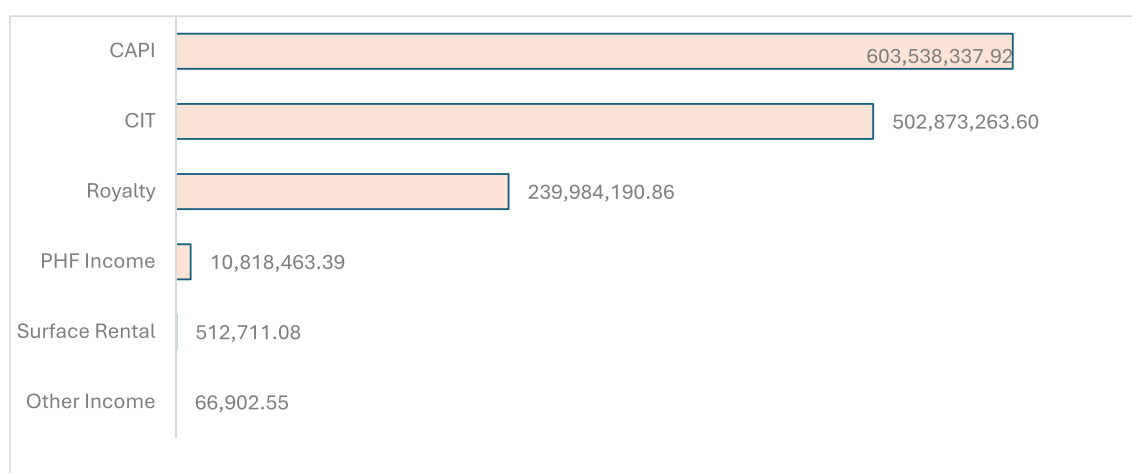 CAPI 603,538,337.92
CIT 502,873,263.60
Royalty 239,984,190.86
PHF Income 10,818,463.39
Surface Rental 512,711.08
Other Income 66,902.55